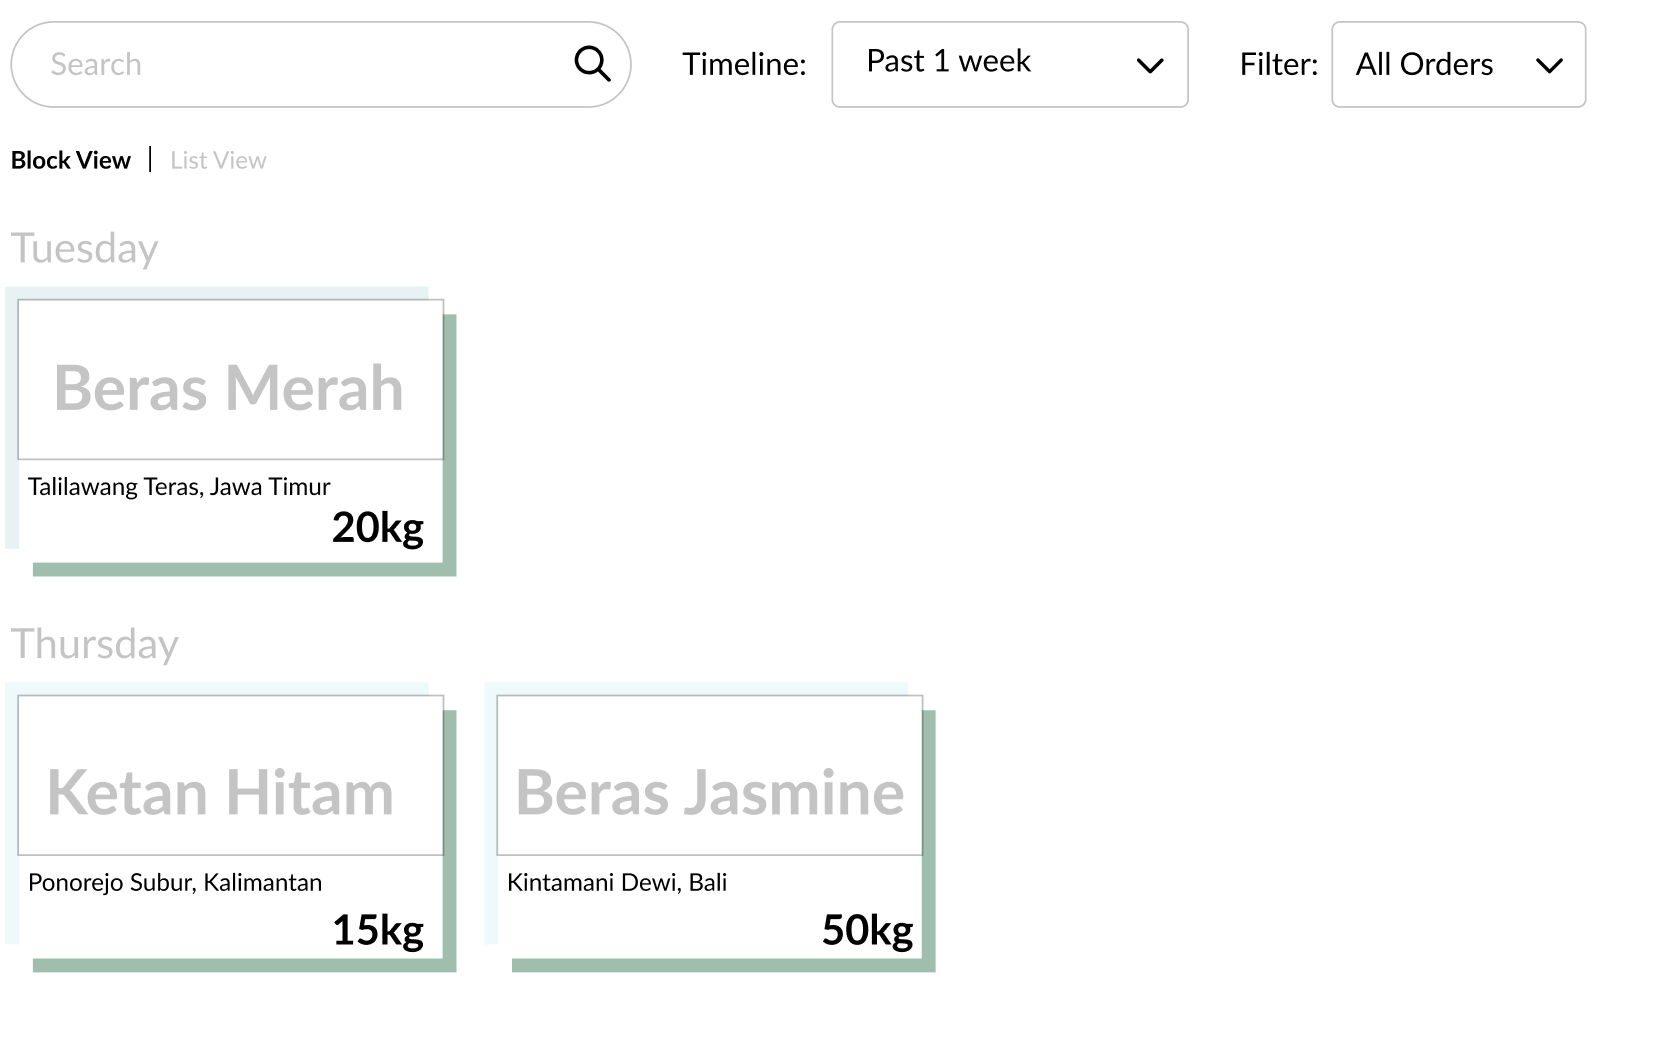 Search
Timeline: Past 1 week
Filter: All Orders
Block View | List View
Tuesday
Beras Merah
Talilawang Teras, Jawa Timur
20kg
Thursday
Ketan Hitam
Ponorejo Subur, Kalimantan
15kg
Beras Jasmine
Kintamani Dewi, Bali
50kg